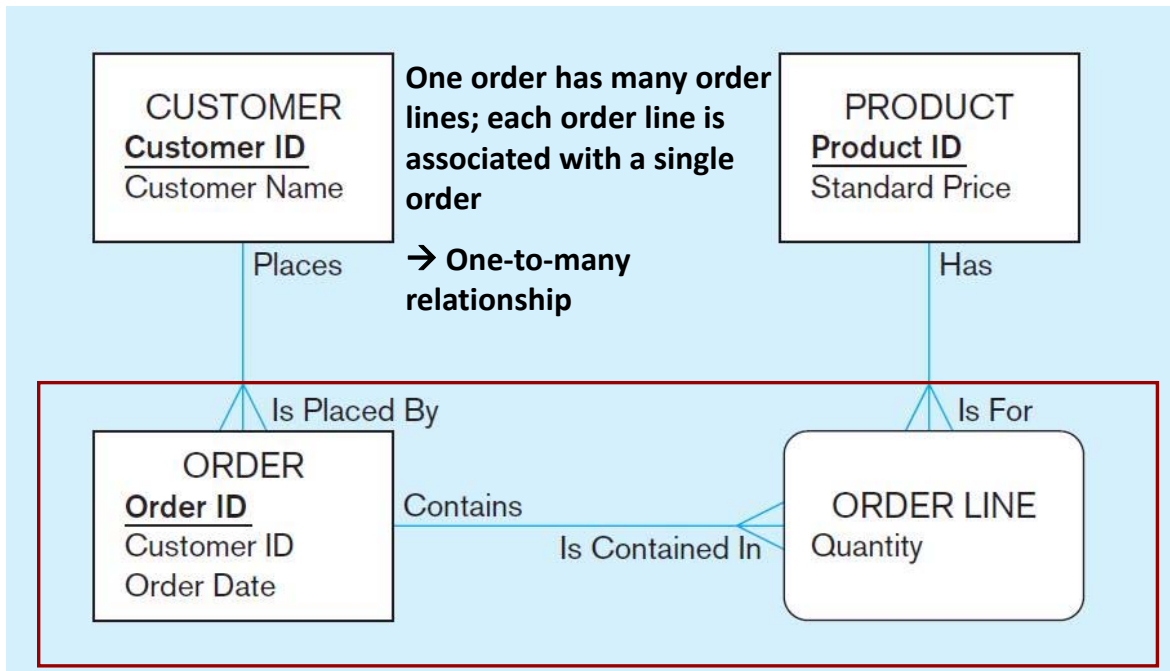 CUSTOMER
Customer ID
Customer Name
One order has many order
lines; each order line is
associated with a single
order
→ One-to-many
relationship
PRODUCT
Product ID
Standard Price
Places
Has
Is Placed By
Is For
ORDER
Order ID
Customer ID
Order Date
Contains
Is Contained In
ORDER LINE
Quantity